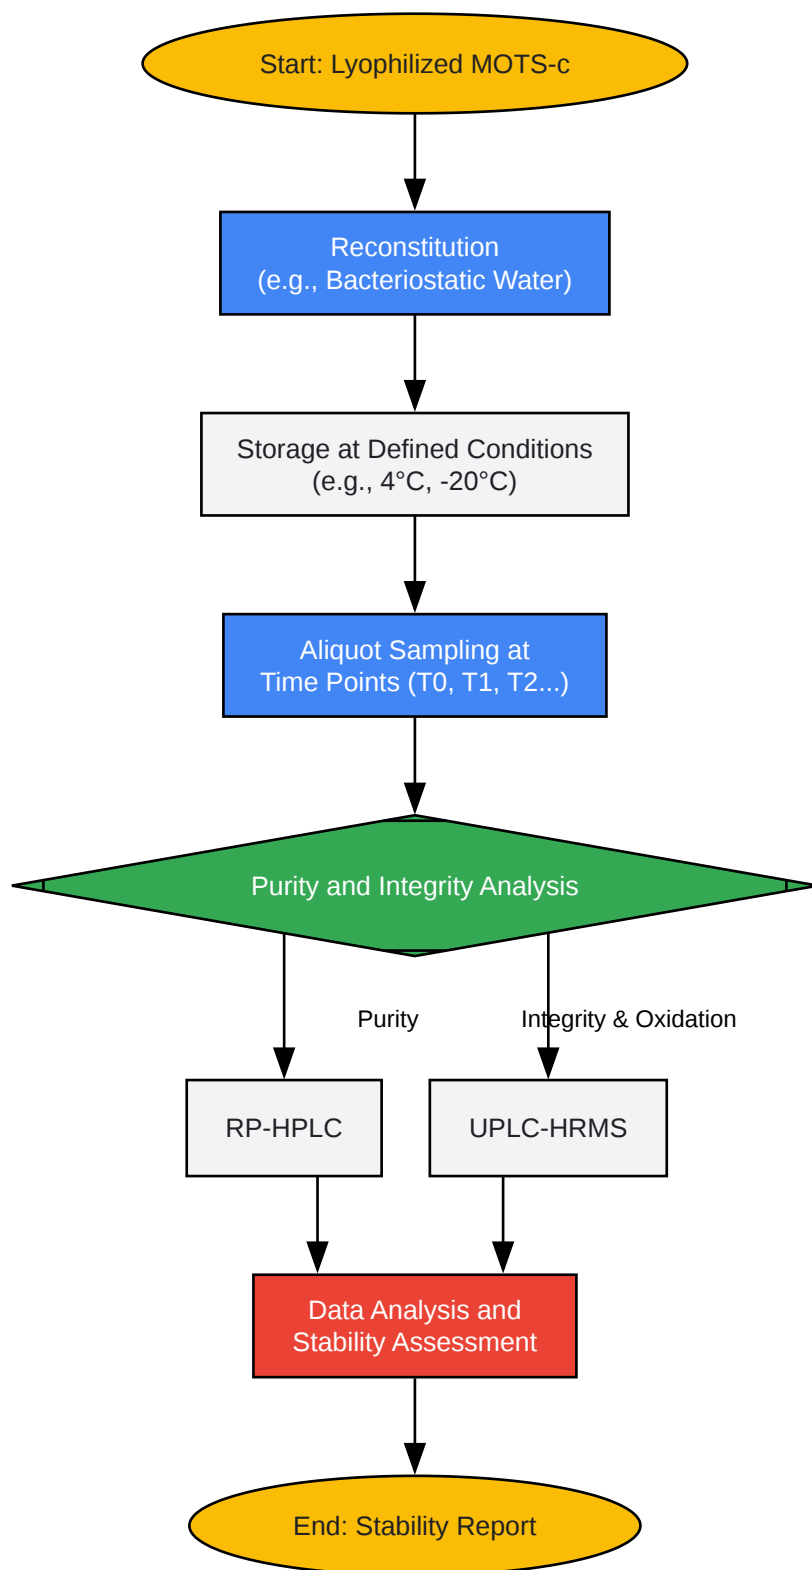 Start: Lyophilized MOTS-c
Reconstitution
(e.g., Bacteriostatic Water)
Storage at Defined Conditions
(e.g., 4°C, -20°C)
Aliquot Sampling at
Time Points (T0, T1, T2...)
Purity and Integrity Analysis
Purity
Integrity & Oxidation
RP-HPLC
UPLC-HRMS
Data Analysis and
Stability Assessment
End: Stability Report